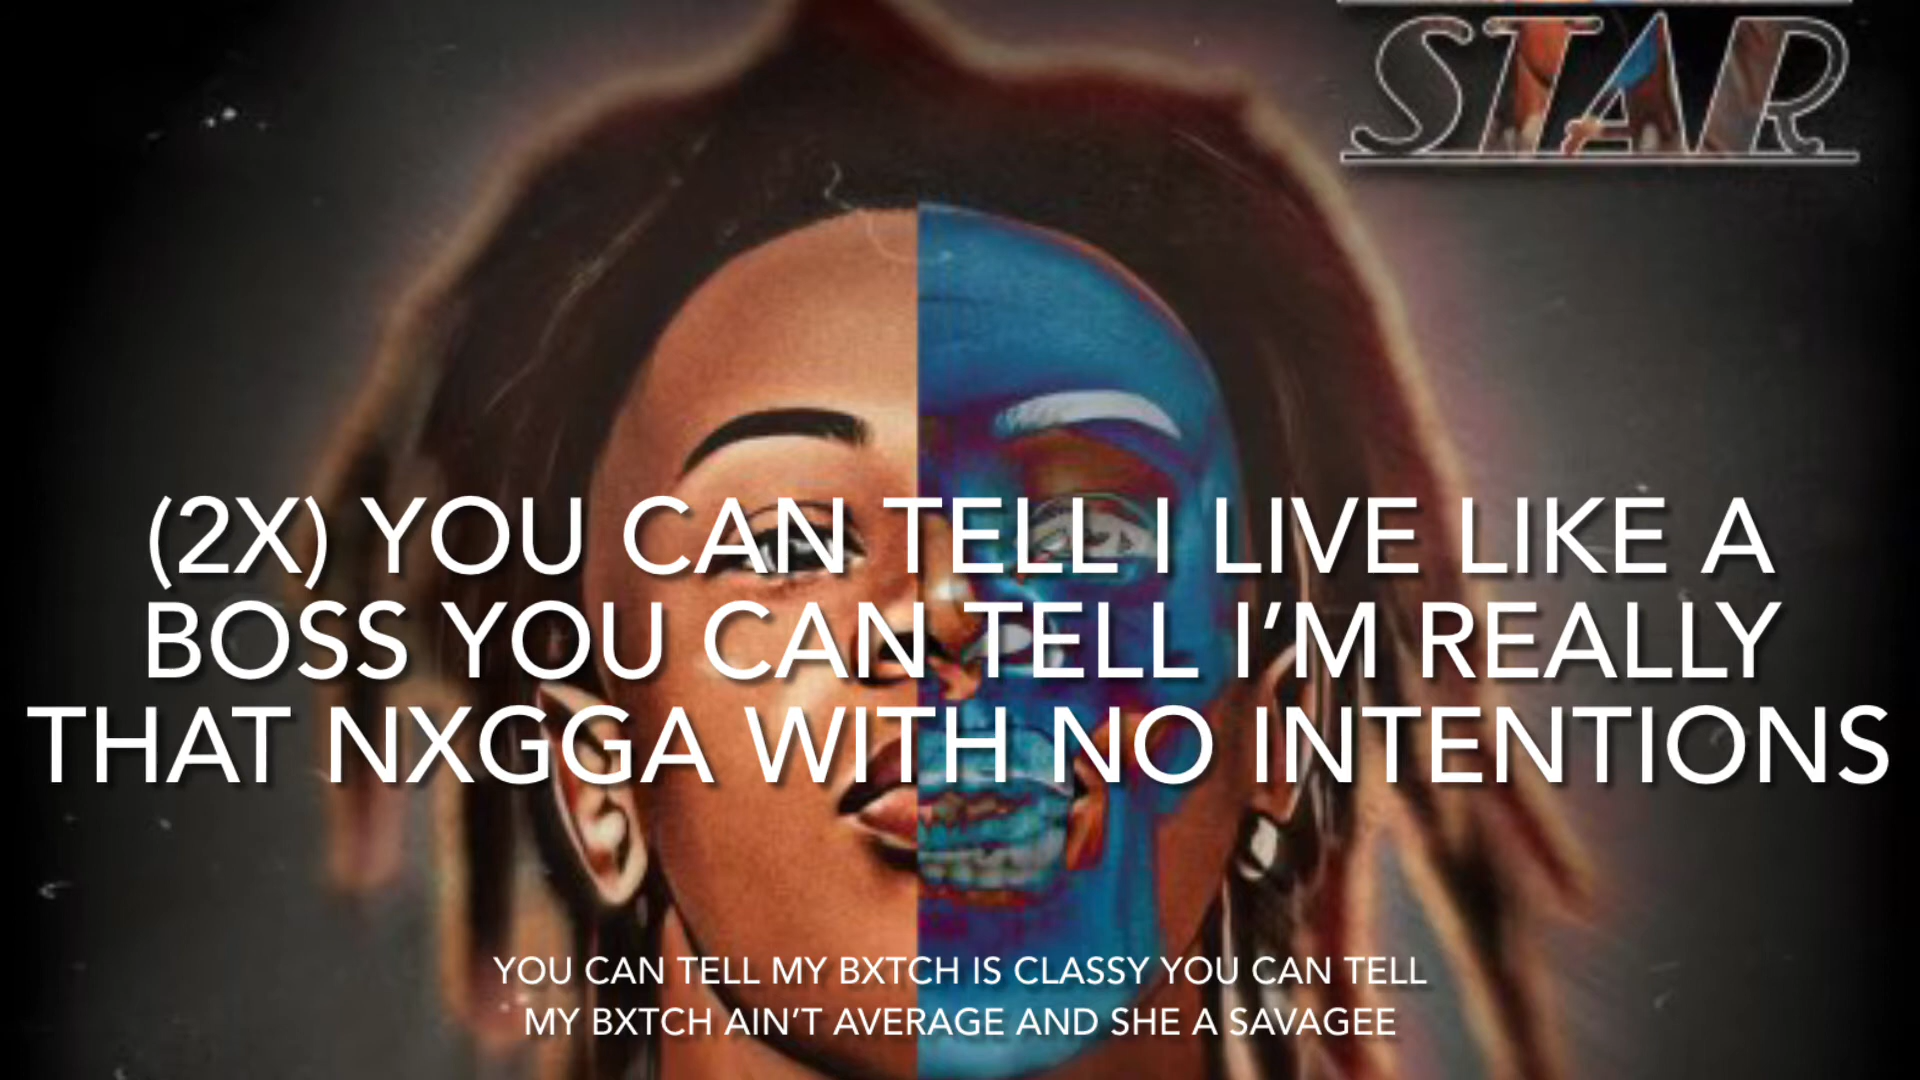 STAR
(2X) YOU CAN TELL I LIVE LIKE A
BOSS YOU CAN TELL I’M REALLY
THAT NXGGA WITH NO INTENTIONS
YOU CAN TELL MY BXTCH IS CLASSY YOU CAN TELL
MY BXTCH AIN’T AVERAGE AND SHE A SAVAGEE